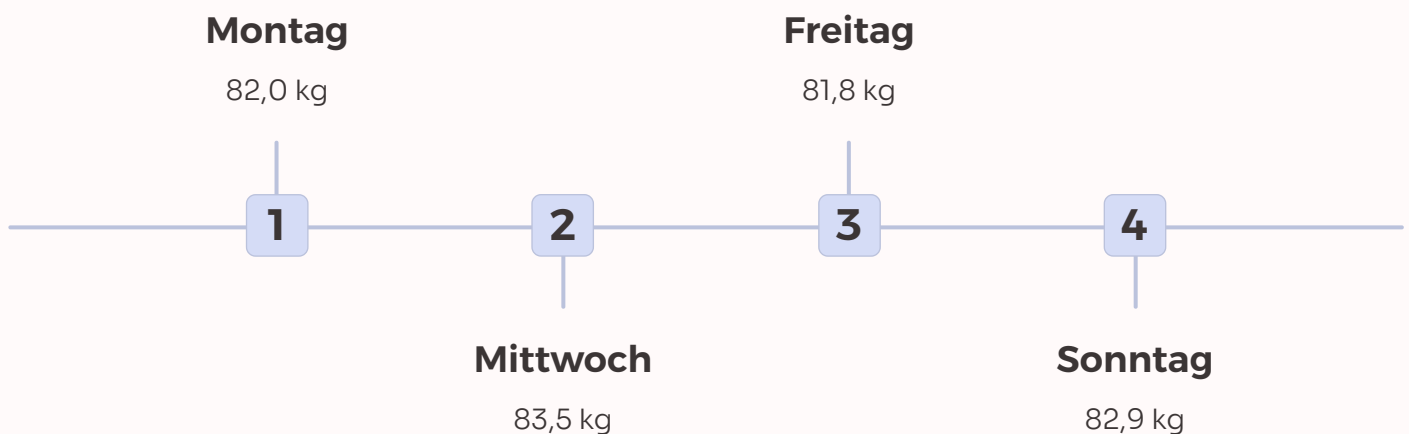 Montag
82,0 kg
Freitag
81,8 kg
1
2
3
4
Mittwoch
83,5 kg
Sonntag
82,9 kg